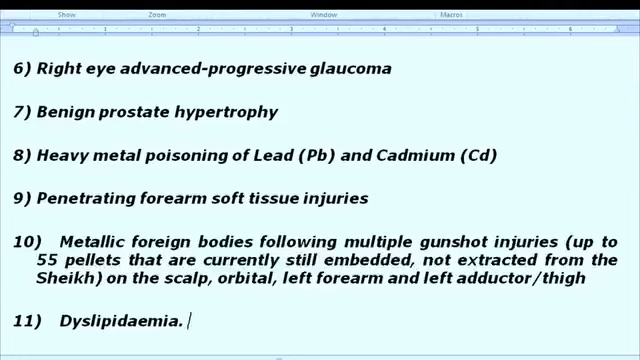 Show Zoom Window Macros
6) Right eye advanced-progressive glaucoma
7) Benign prostate hypertrophy
8) Heavy metal poisoning of Lead (Pb) and Cadmium (Cd)
9) Penetrating forearm soft tissue injuries
10) Metallic foreign bodies following multiple gunshot injuries (up to
55 pellets that are currently still embedded, not extracted from the
Sheikh) on the scalp, orbital, left forearm and left adductor/thigh
11) Dyslipidaemia.